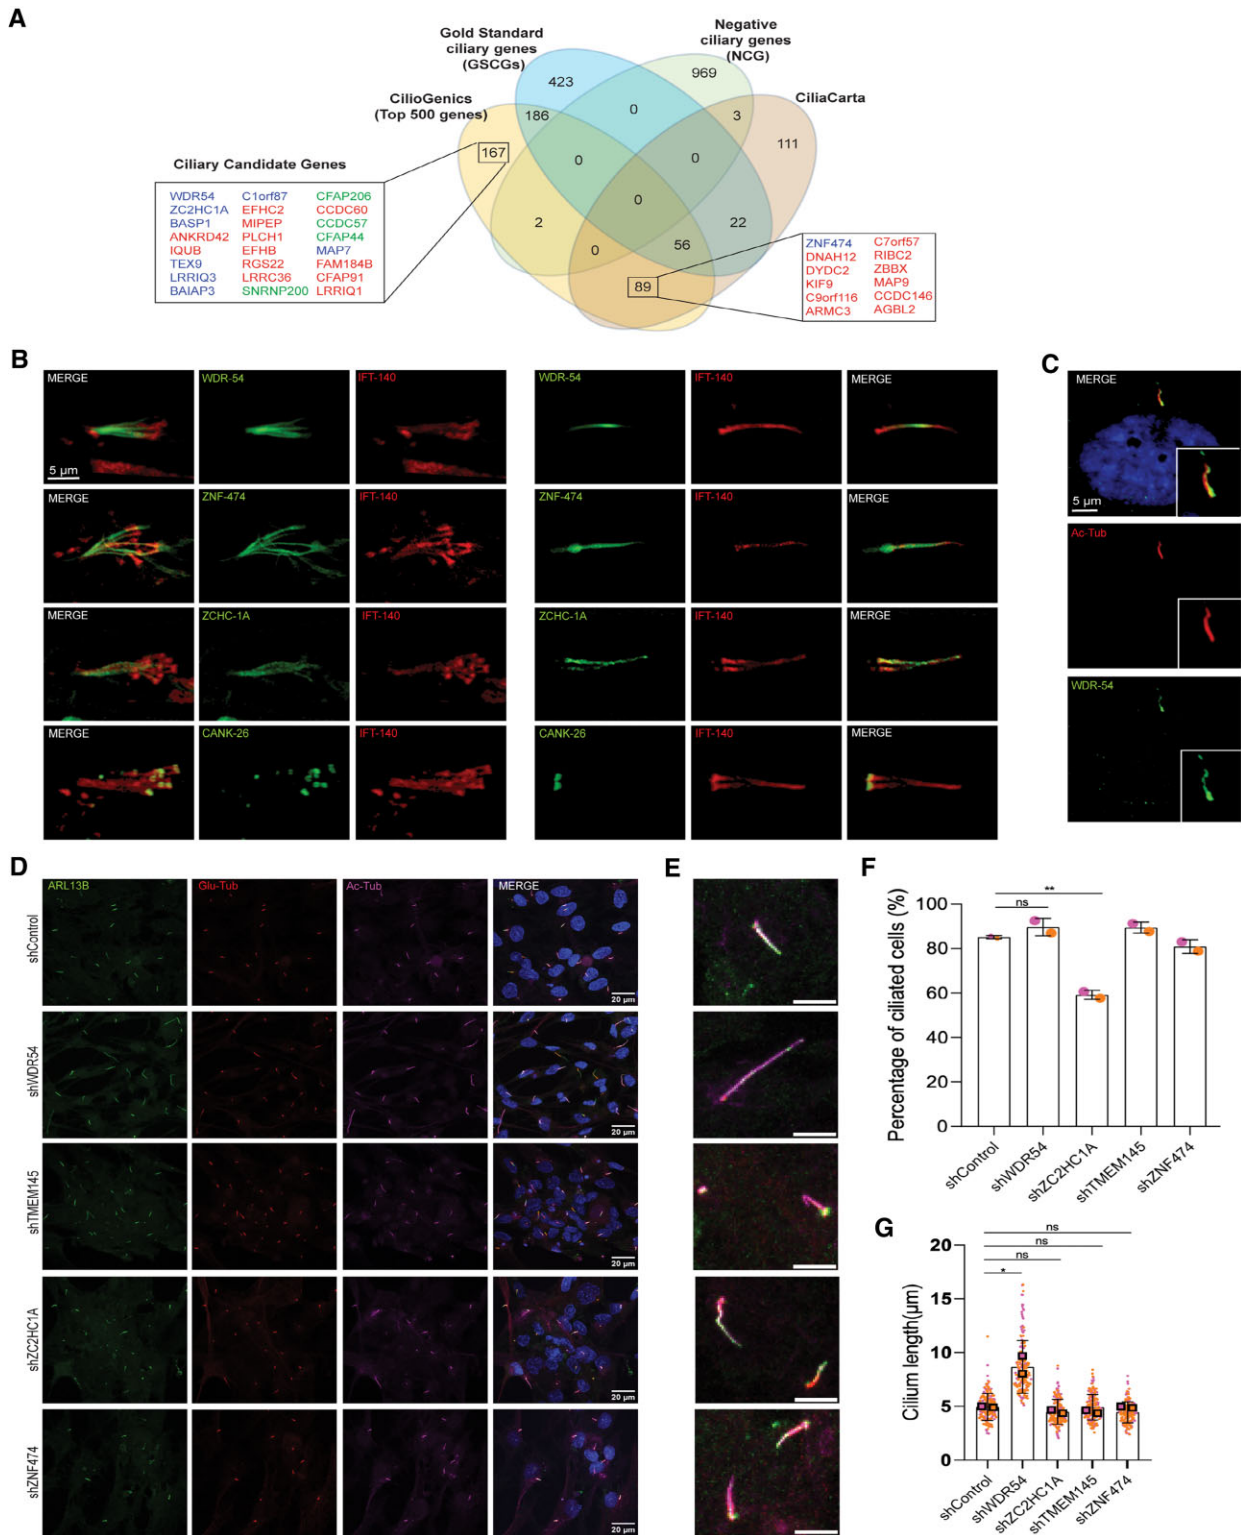 A
Gold Standard
ciliary genes
(GSCGs)
Negative
ciliary genes
(NCG)
CilioGenics
(Top 500 genes)
CiliaCarta
423
969
186
0
3
111
167
0
0
0
2
22
0
56
89
Ciliary Candidate Genes
WDR54 C1orf87 CFAP206
ZC2HC1A EFHC2 CCDC60
BASP1 MIPEP CCDC57
ANKRD42 PLCH1 CFAP44
IQUB EFHB MAP7
TEX9 RGS22 FAM184B
LRRIQ3 LRRC36 CFAP91
BAIAP3 SNRNP200 LRRIQ1
ZNF474 C7orf57
DNAH12 RIBC2
DYDC2 ZBBX
KIF9 MAP9
C9orf116 CCDC146
ARMC3 AGBL2
B
MERGE WDR-54 IFT-140 WDR-54 IFT-140 MERGE
5 µm
MERGE ZNF-474 IFT-140 ZNF-474 IFT-140 MERGE
MERGE ZCHC-1A IFT-140 ZCHC-1A IFT-140 MERGE
MERGE CANK-26 IFT-140 CANK-26 IFT-140 MERGE
C
MERGE
5 µm
Ac-Tub
WDR-54
D
ARL13B Glu-Tub Ac-Tub MERGE
shControl
20 µm
shWDR54
20 µm
shTMEM145
20 µm
shZC2HC1A
20 µm
shZNF474
20 µm
E
F
Percentage of ciliated cells (%)
**
ns
100
80
60
40
20
0
shControl
shWDR54
shZC2HC1A
shTMEM145
shZNF474
G
Cilium length(µm)
ns
ns
ns
*
20
15
10
5
0
shControl
shWDR54
shZC2HC1A
shTMEM145
shZNF474